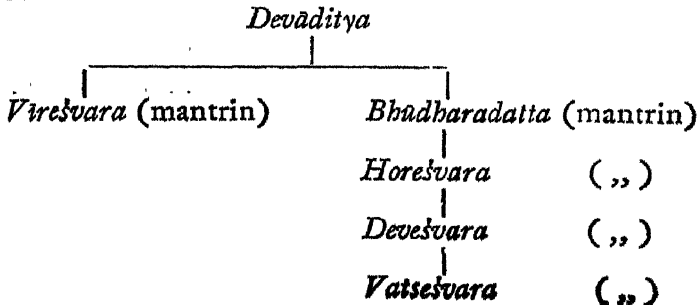 Devāditya
Vīreśvara (mantrin) Bhūdharadatta (mantrin)
Horeśvara („)
Deveśvara („)
Vatseśvara („)